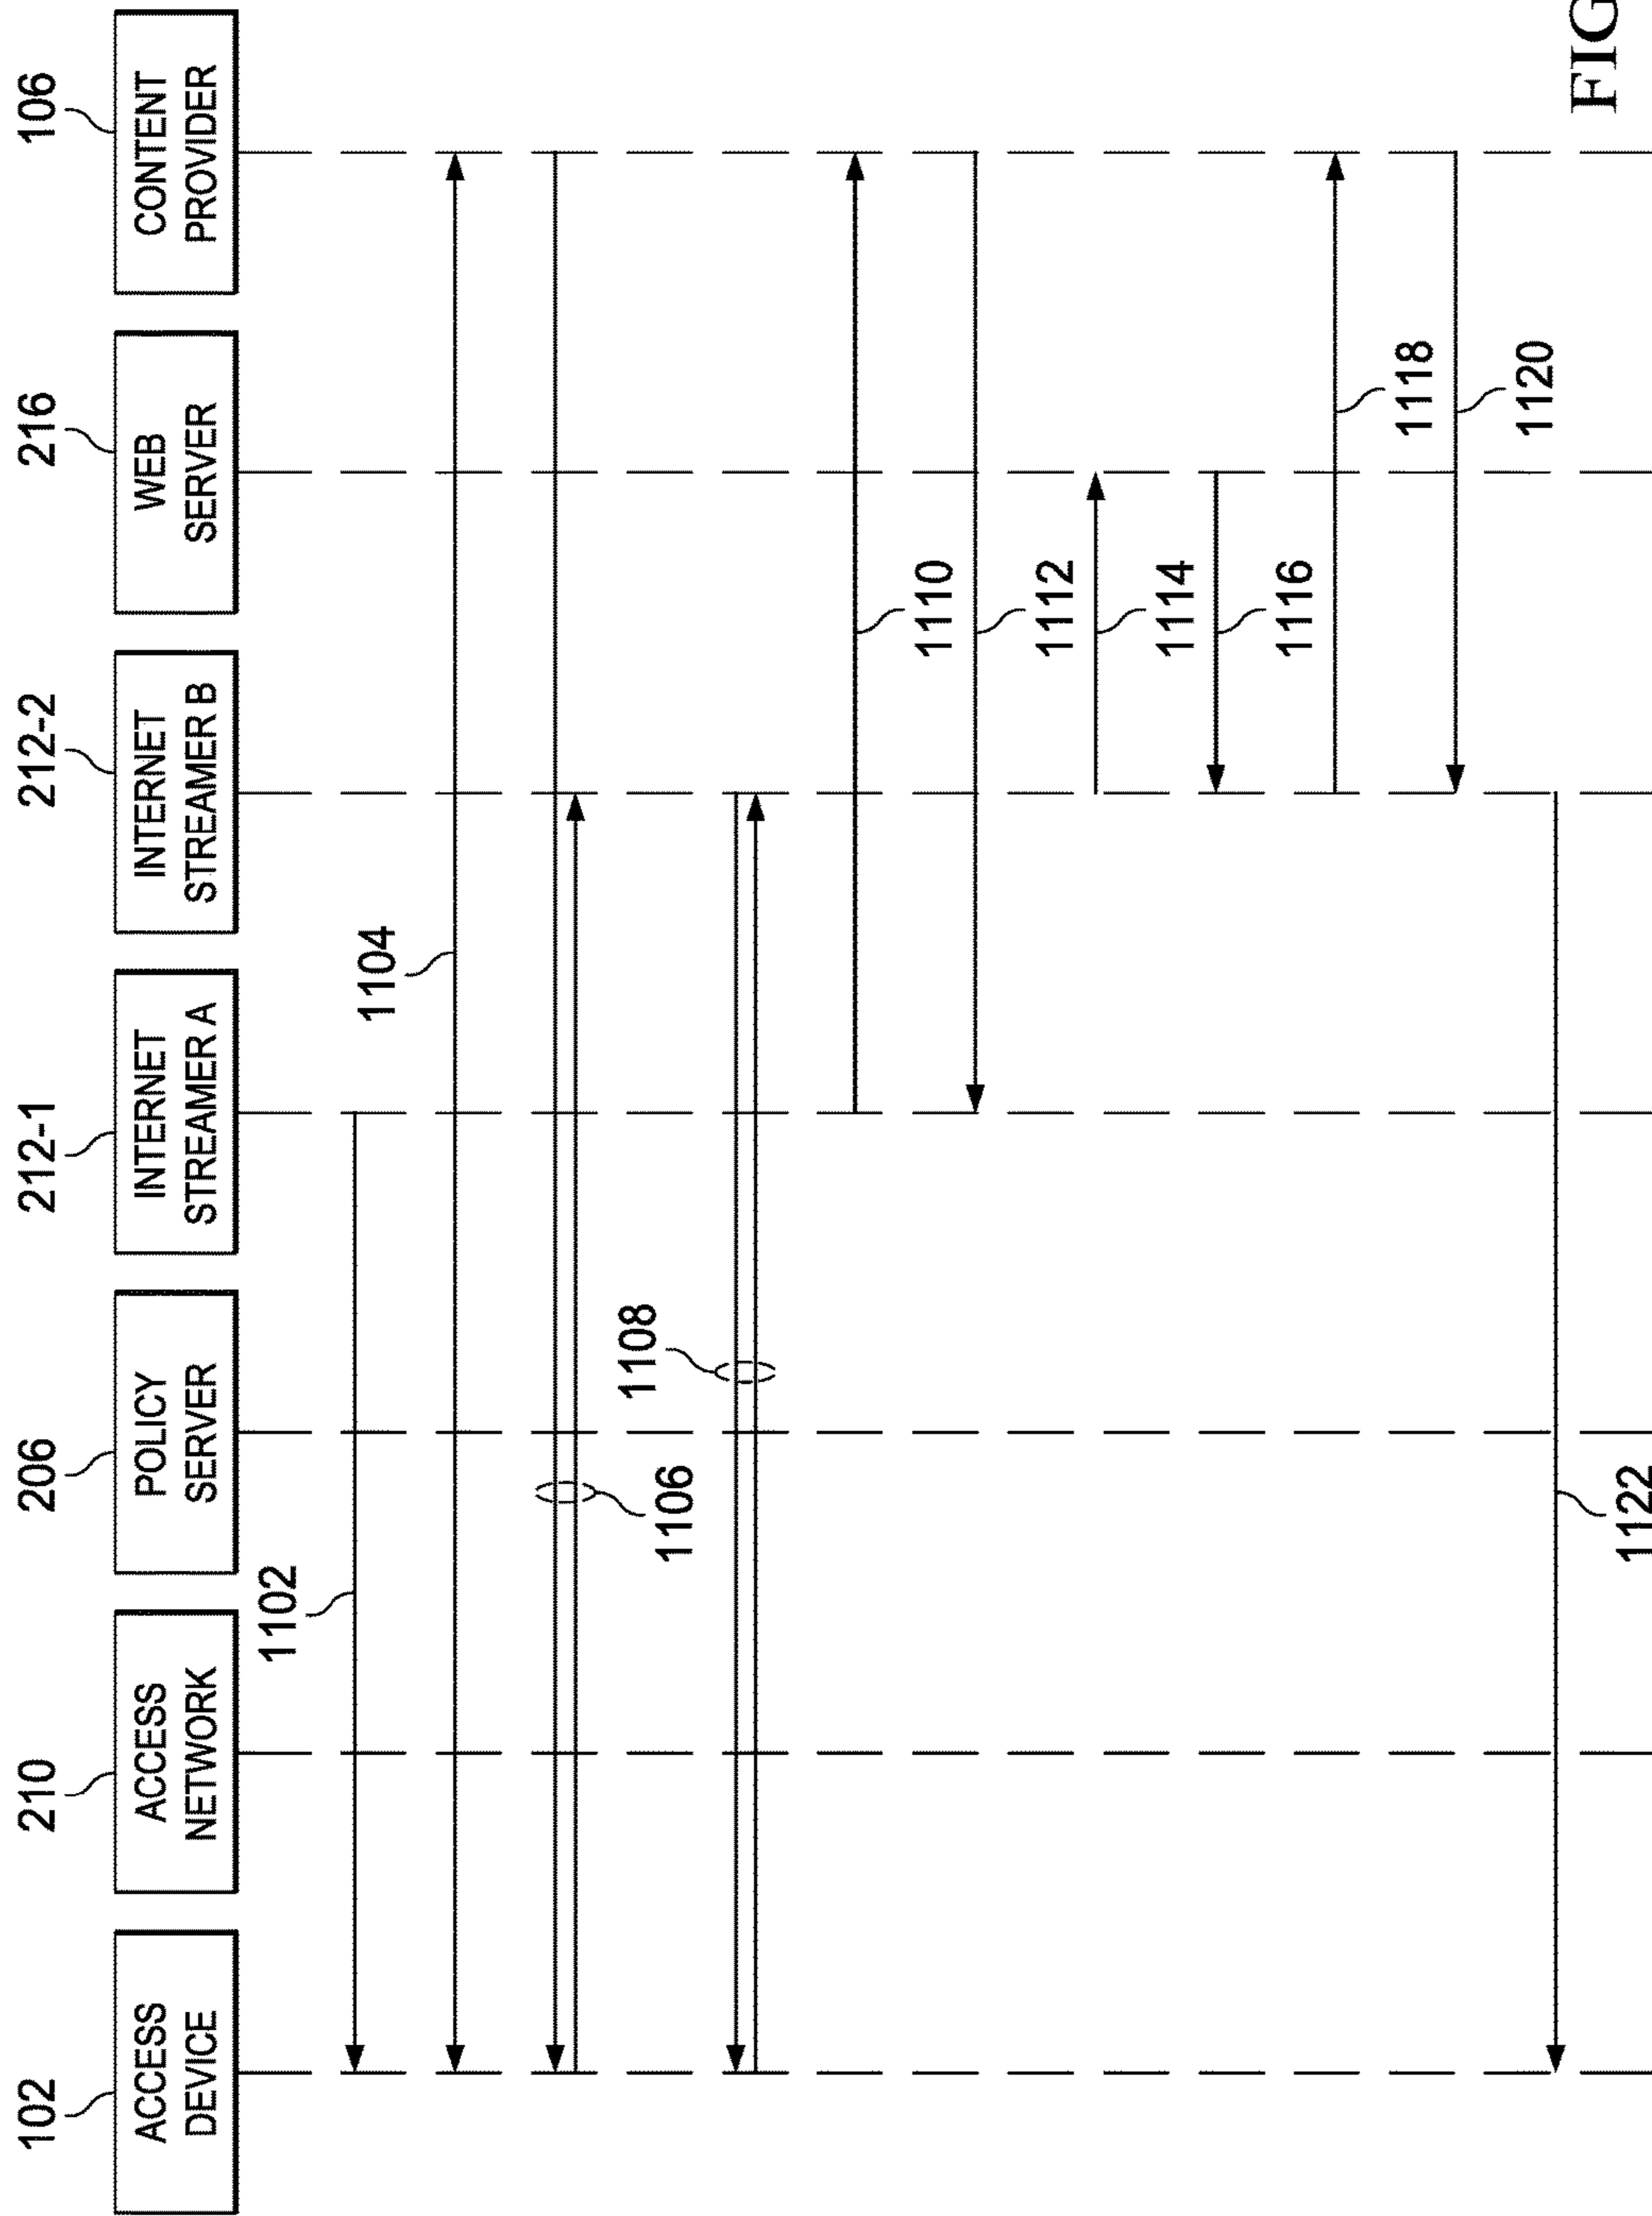 102
210
206
212-1
212-2
216
106
ACCESS
DEVICE
ACCESS
NETWORK
POLICY
SERVER
INTERNET
STREAMER A
INTERNET
STREAMER B
WEB
SERVER
CONTENT
PROVIDER
1102
1104
1106
1108
1110
1112
1114
1116
1118
1120
1122
FIG